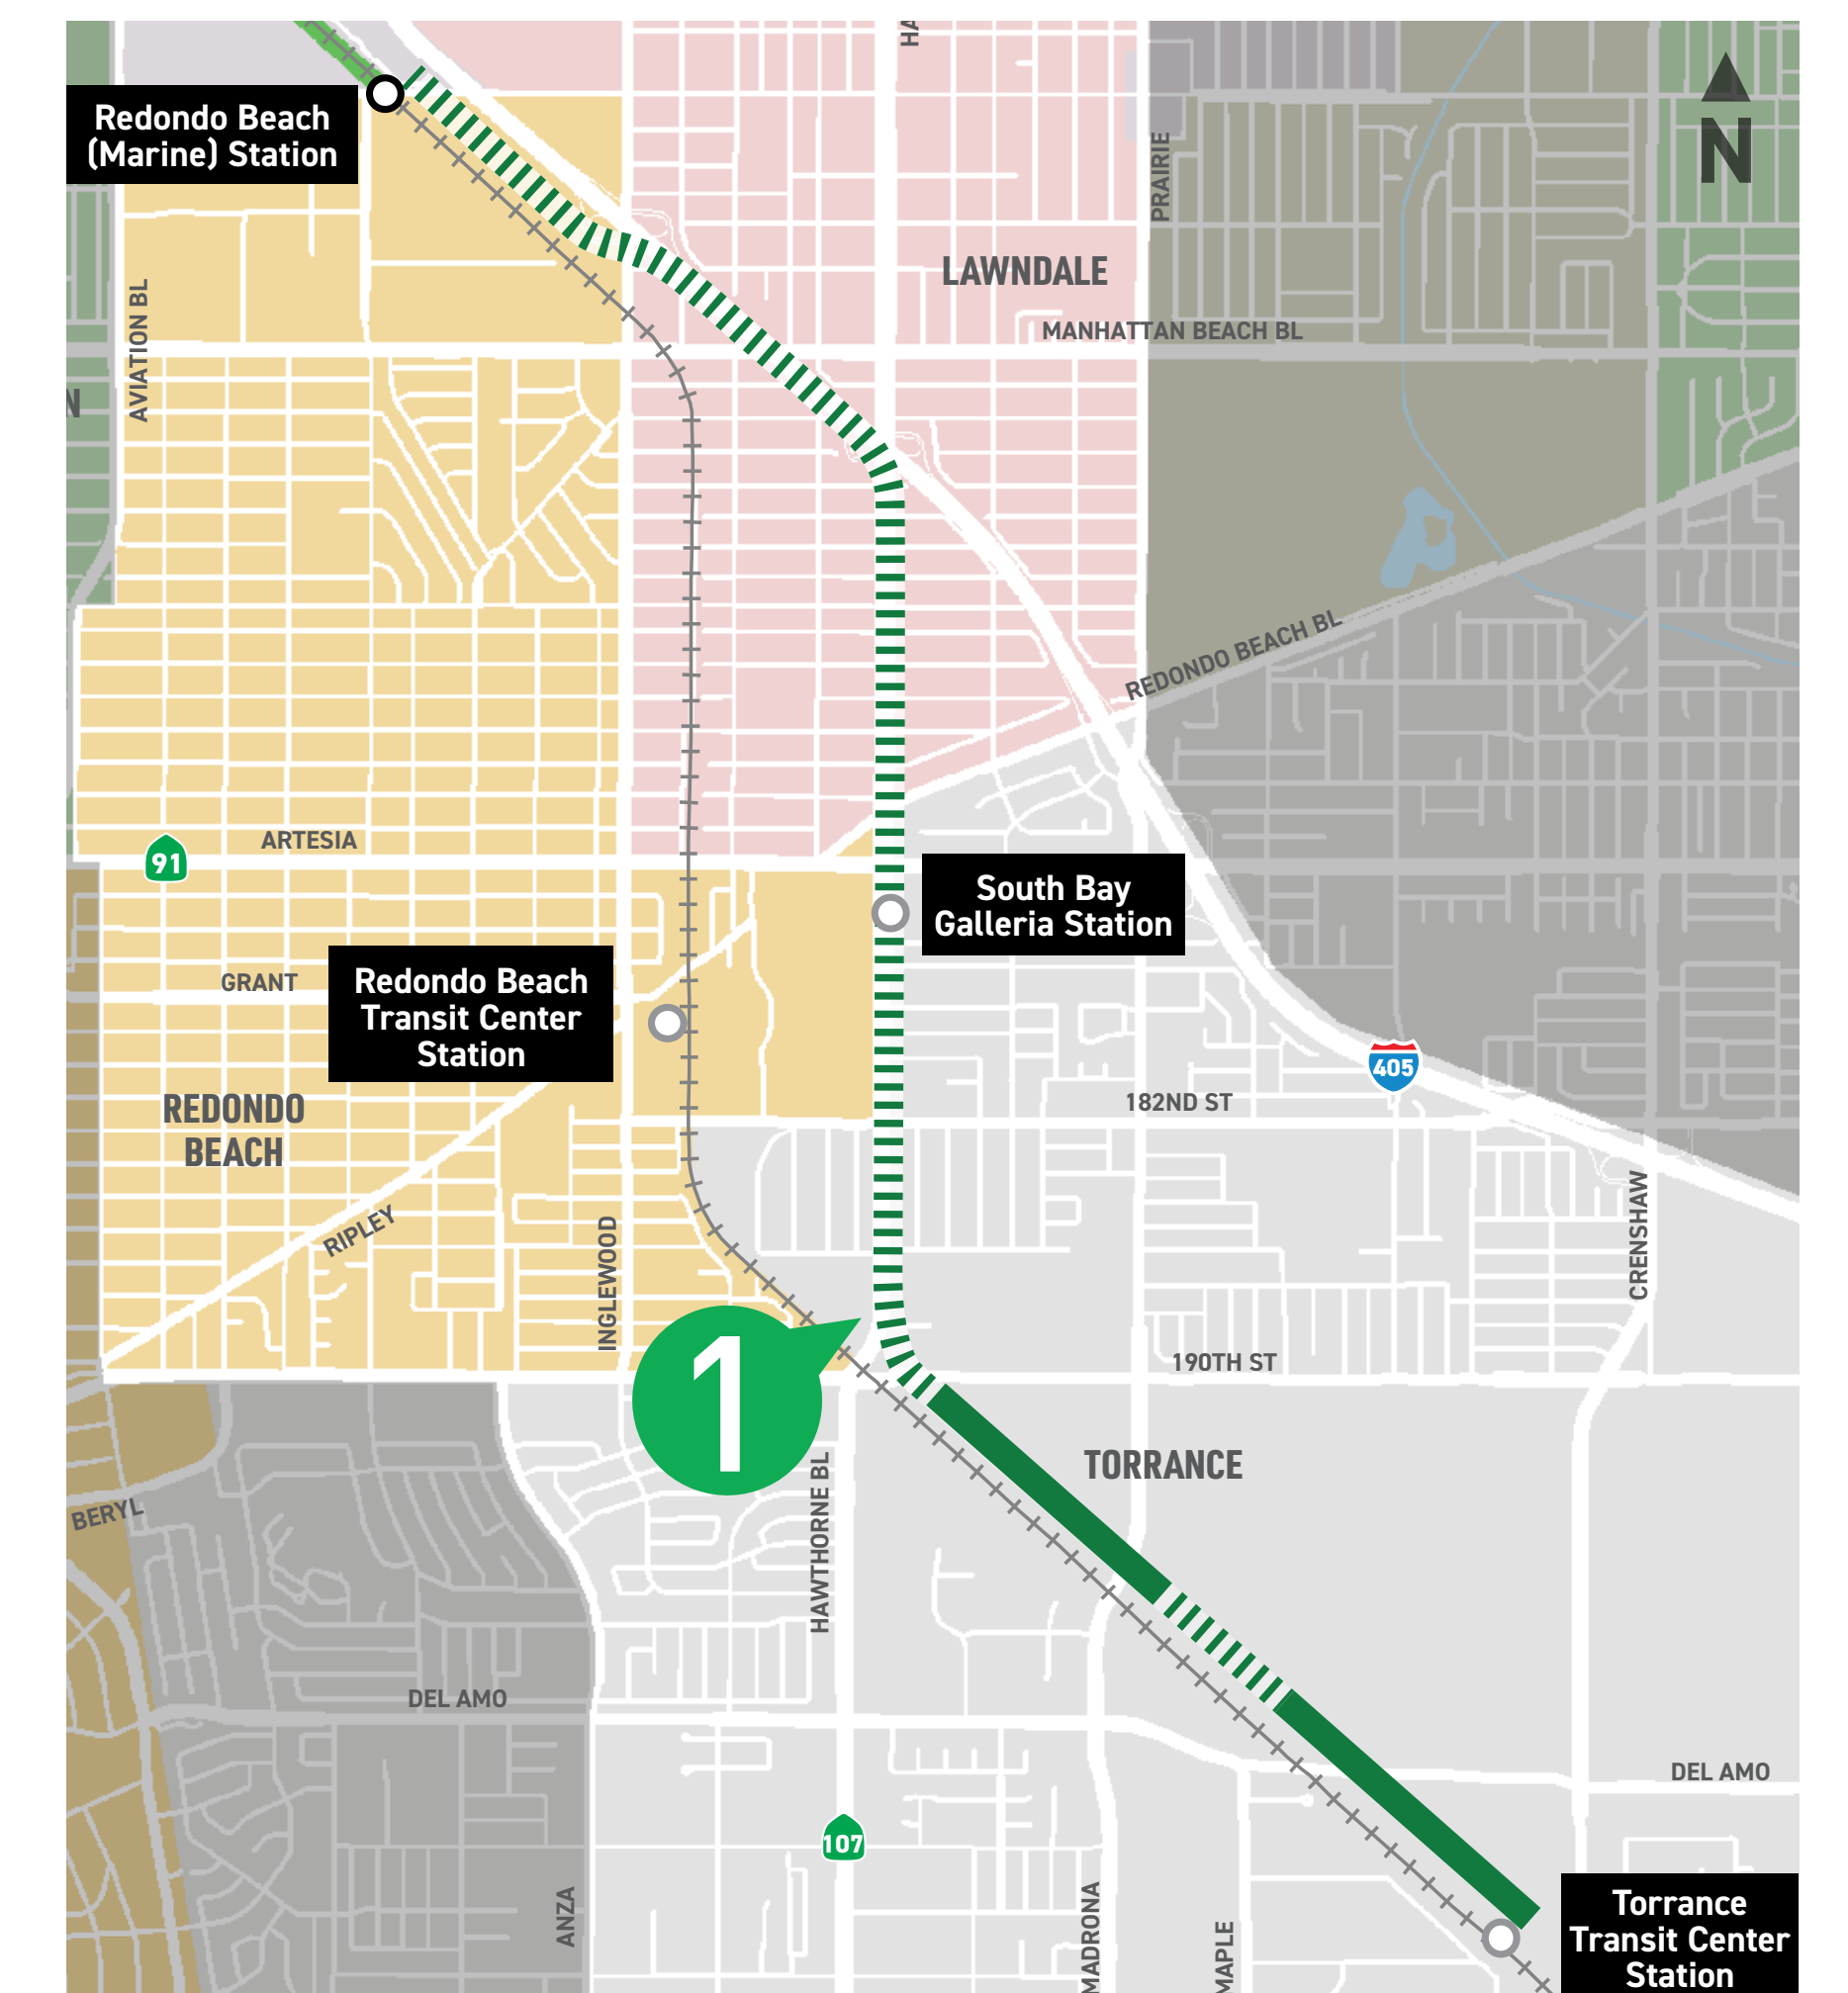 HA
Redondo Beach
(Marine) Station
N
PRAIRIE
LAWNDALE
MANHATTAN BEACH BL
AVIATION BL
N
REDONDO BEACH BL
ARTESIA
91
South Bay
Galleria Station
GRANT
Redondo Beach
Transit Center
Station
405
182ND ST
REDONDO
BEACH
RIPLEY
INGLEWOOD
CRENSHAW
190TH ST
1
TORRANCE
HAWTHORNE BL
BERYL
DEL AMO
DEL AMO
107
ANZA
MADRONA
MAPLE
Torrance
Transit Center
Station